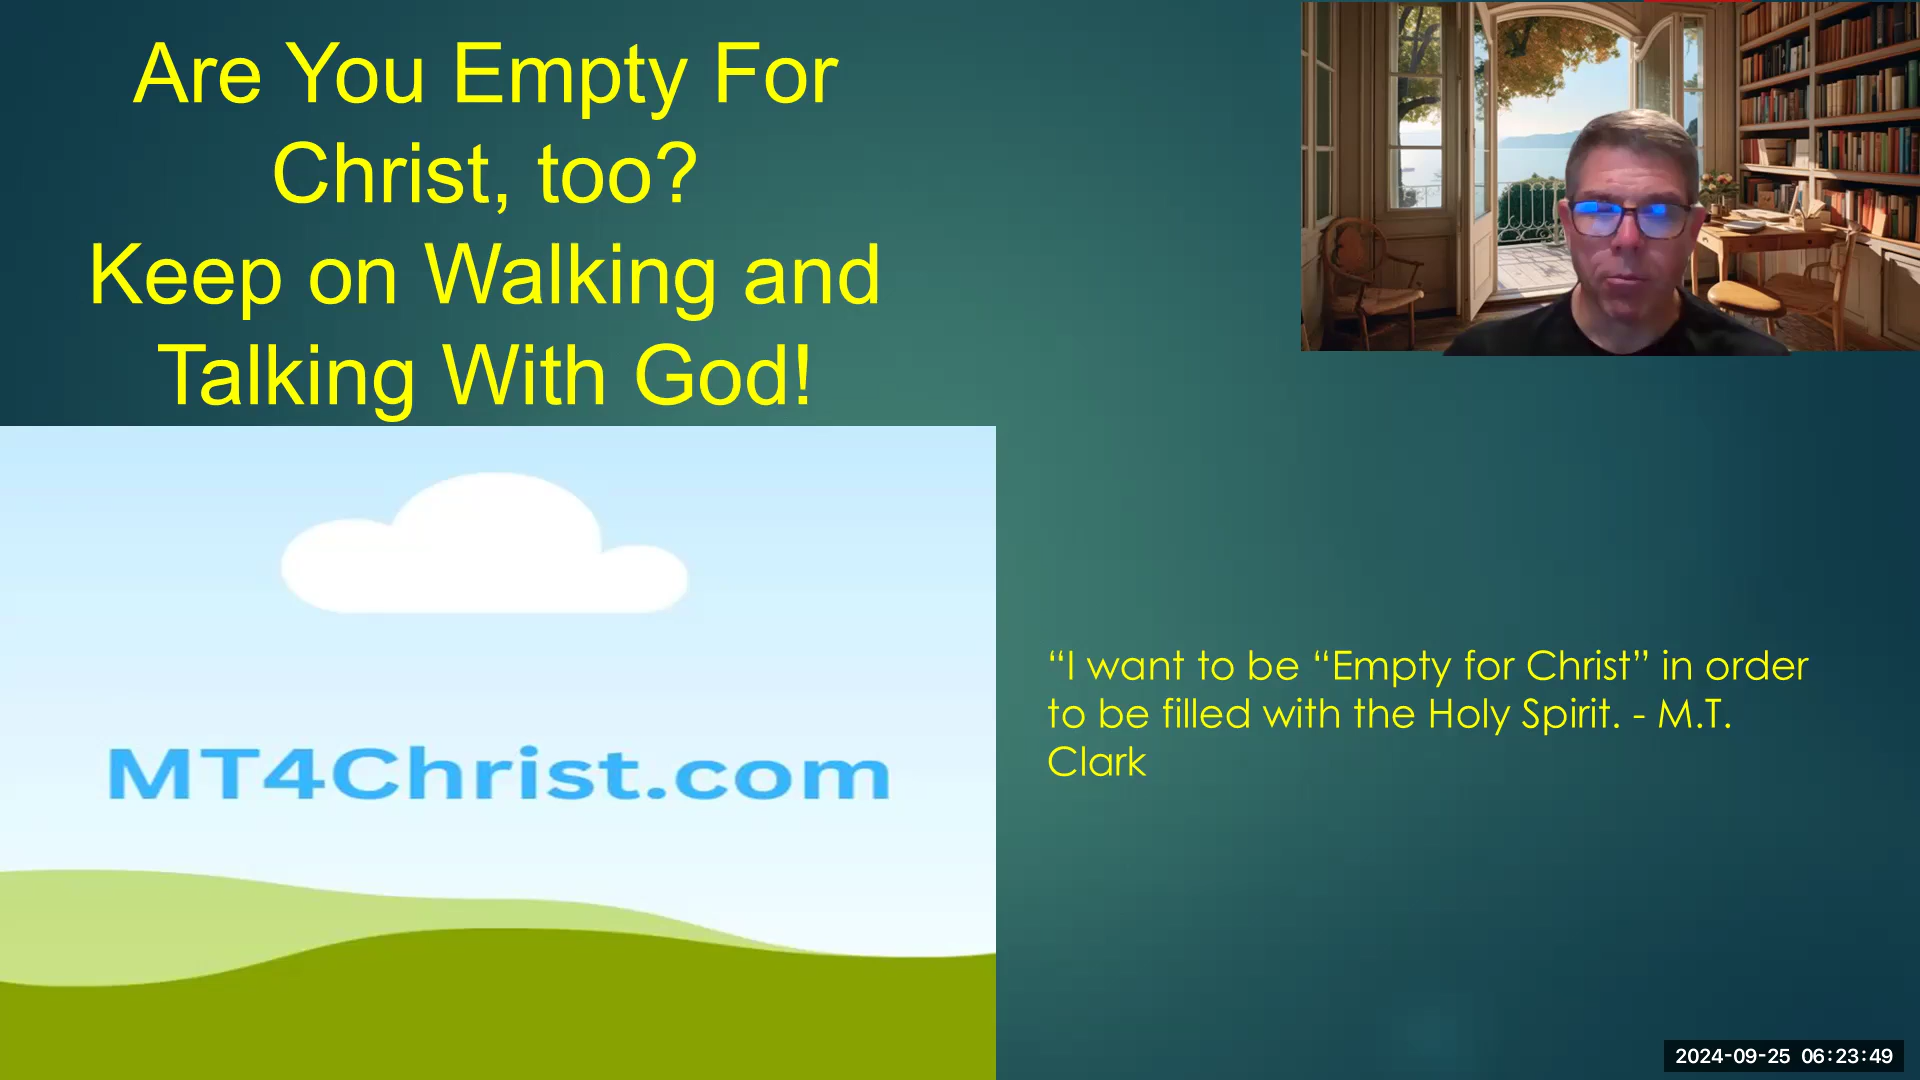 Are You Empty For
Christ, too?
Keep on Walking and
Talking With God!
MT4Christ.com
“I want to be “Empty for Christ” in order
to be filled with the Holy Spirit. - M.T.
Clark
2024-09-25 06:23:49